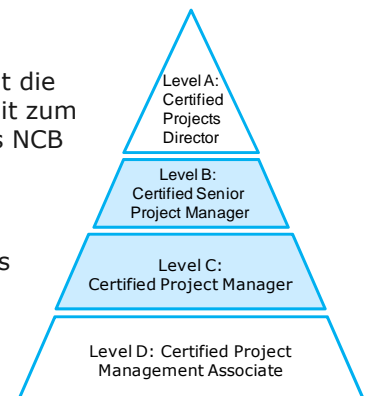 t die
it zum
s NCB
s
Level A:
Certified
Projects
Director
Level B:
Certified Senior
Project Manager
Level C:
Certified Project Manager
Level D: Certified Project
Management Associate